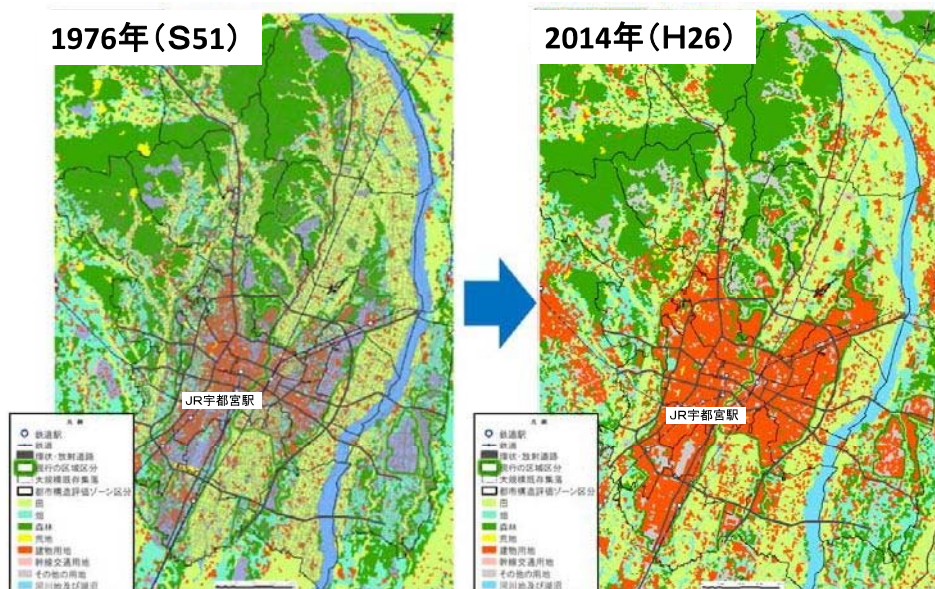 1976年(S51)
2014年(H26)
JR宇都宮駅
JR宇都宮駅
凡例
鉄道駅
鉄道
環状・放射道路
現行の区域区分
大規模既存集落
都市構造評価ゾーン区分
田
畑
森林
荒地
建物用地
幹線交通用地
その他の用地
河川地及び湖沼
凡例
鉄道駅
鉄道
環状・放射道路
現行の区域区分
大規模既存集落
都市構造評価ゾーン区分
田
畑
森林
荒地
建物用地
幹線交通用地
その他の用地
河川地及び湖沼